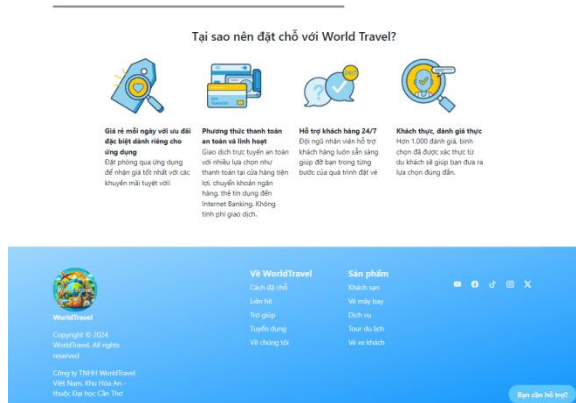 Tại sao nên đặt chỗ với World Travel?
Giá rẻ mỗi ngày với ưu đãi
đặc biệt dành riêng cho
ứng dụng
Đặt phòng qua ứng dụng
để nhận giá tốt nhất với các
khuyến mãi tuyệt vời!
Phương thức thanh toán
an toàn và linh hoạt
Giao dịch trực tuyến an toàn
với nhiều lựa chọn như
thanh toán tại cửa hàng tiện
lợi, chuyển khoản ngân
hàng, thẻ tín dụng đến
Internet Banking. Không
tính phí giao dịch.
24/7
Hỗ trợ khách hàng 24/7
Đội ngũ nhân viên hỗ trợ
khách hàng luôn sẵn sàng
giúp đỡ bạn trong từng
bước của quá trình đặt vé
Khách thực, đánh giá thực
Hơn 1.000 đánh giá, bình
chọn đã được xác thực từ
du khách sẽ giúp bạn đưa ra
lựa chọn đúng đắn.
WorldTravel
Copyright © 2024
WorldTravel. All rights
reserved
Công ty TNHH WorldTravel
Việt Nam. Khu Hòa An -
thuộc Đại học Cần Thơ
Về WorldTravel
Cách đặt chỗ
Liên hệ
Trợ giúp
Tuyển dụng
Về chúng tôi
Sản phẩm
Khách sạn
Vé máy bay
Dịch vụ
Tour du lịch
Vé xe khách
Bạn cần hỗ trợ?